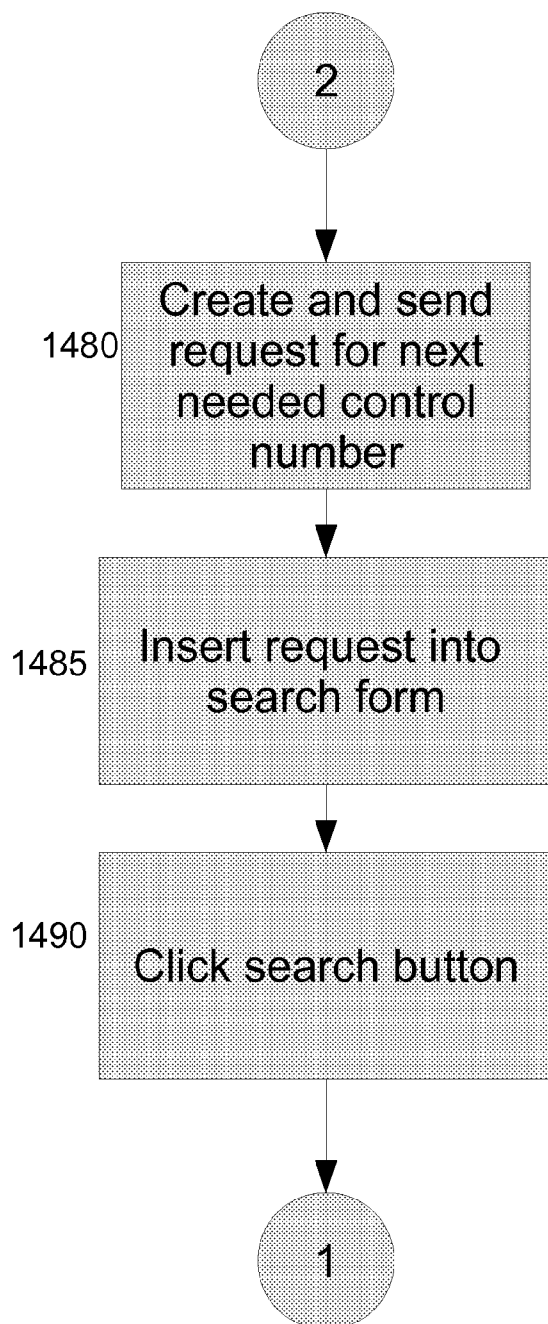 2
Create and send
1480
request for next
needed control
number
Insert request into
1485
search form
1490
Click search button
1